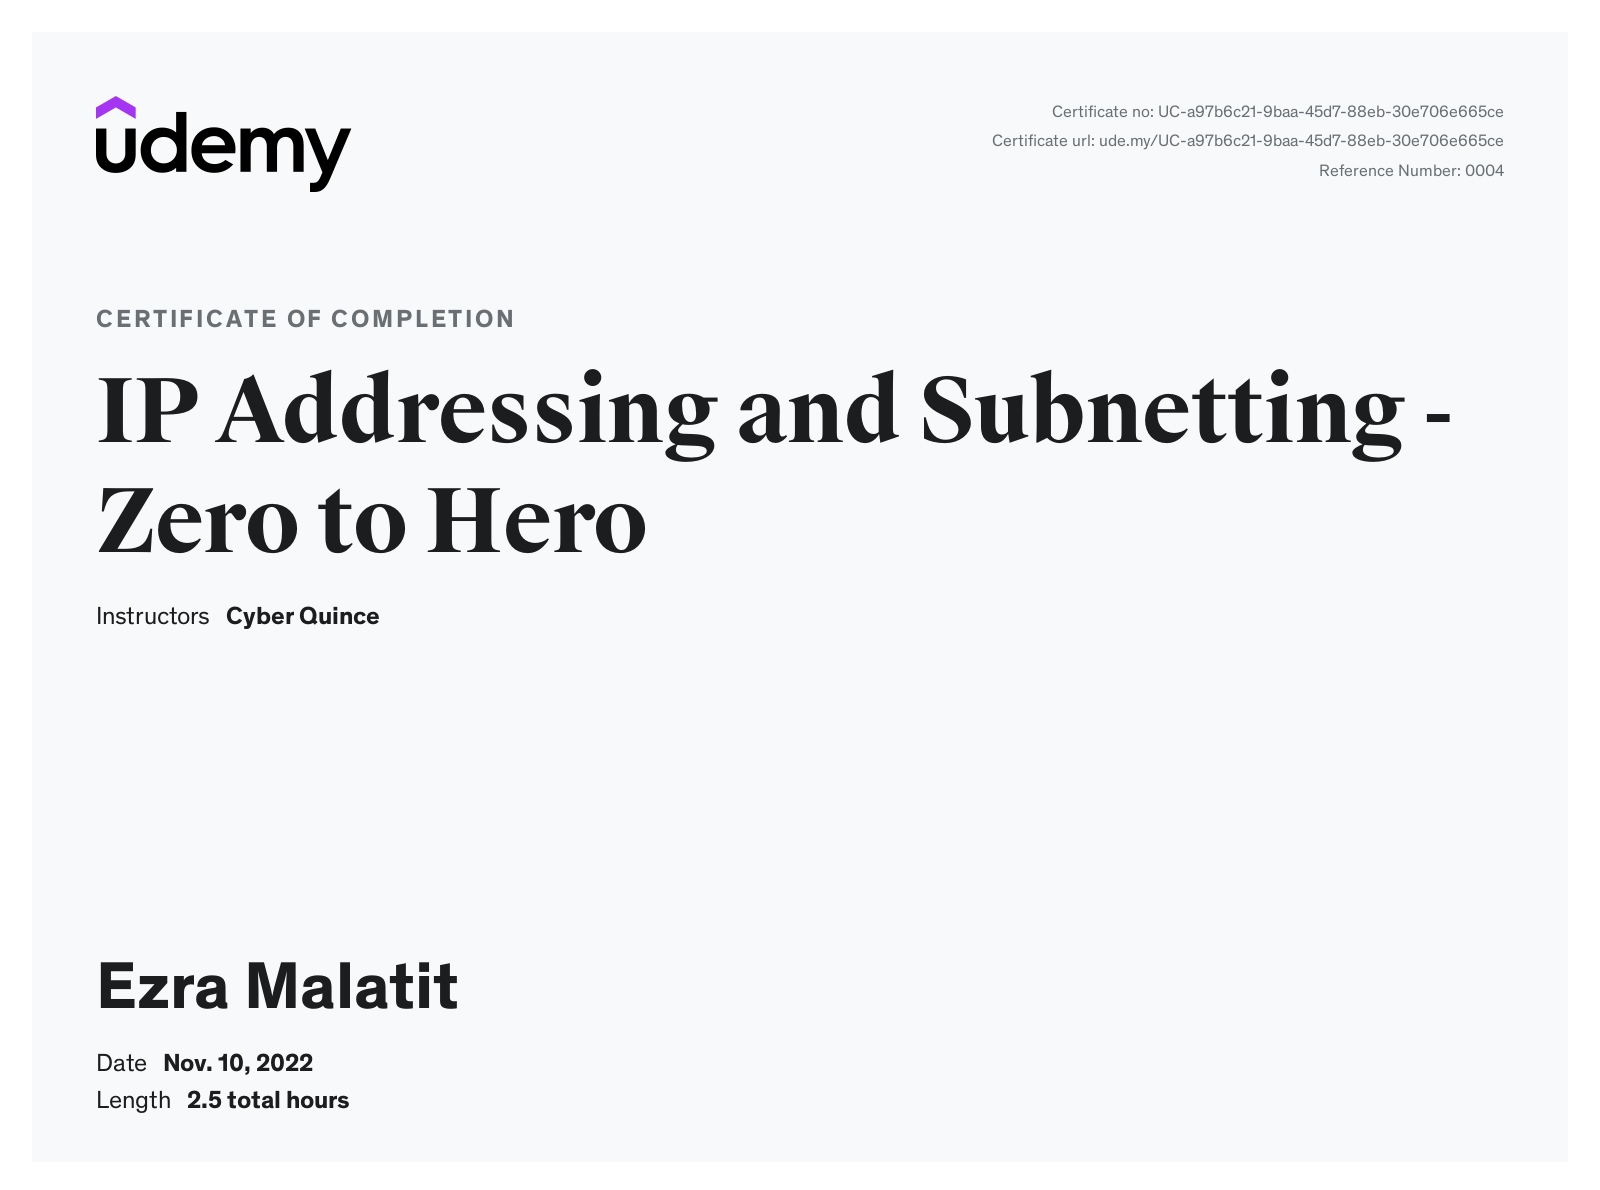 udemy
Certificate no: UC-a97b6c21-9baa-45d7-88eb-30e706e665ce
Certificate url: ude.my/UC-a97b6c21-9baa-45d7-88eb-30e706e665ce
Reference Number: 0004
CERTIFICATE OF COMPLETION
IP Addressing and Subnetting -
Zero to Hero
Instructors Cyber Quince
Ezra Malatit
Date Nov. 10, 2022
Length 2.5 total hours